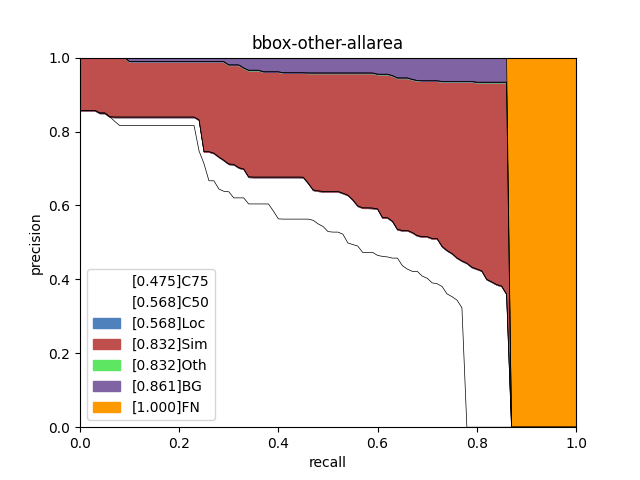 bbox-other-allarea
1.0
0.8
0.6
0.4
0.2
0.0
precision
[0.475]C75
[0.568]C50
[0.568]Loc
[0.832]Sim
[0.832]Oth
[0.861]BG
[1.000]FN
0.0 0.2 0.4 0.6 0.8 1.0
recall